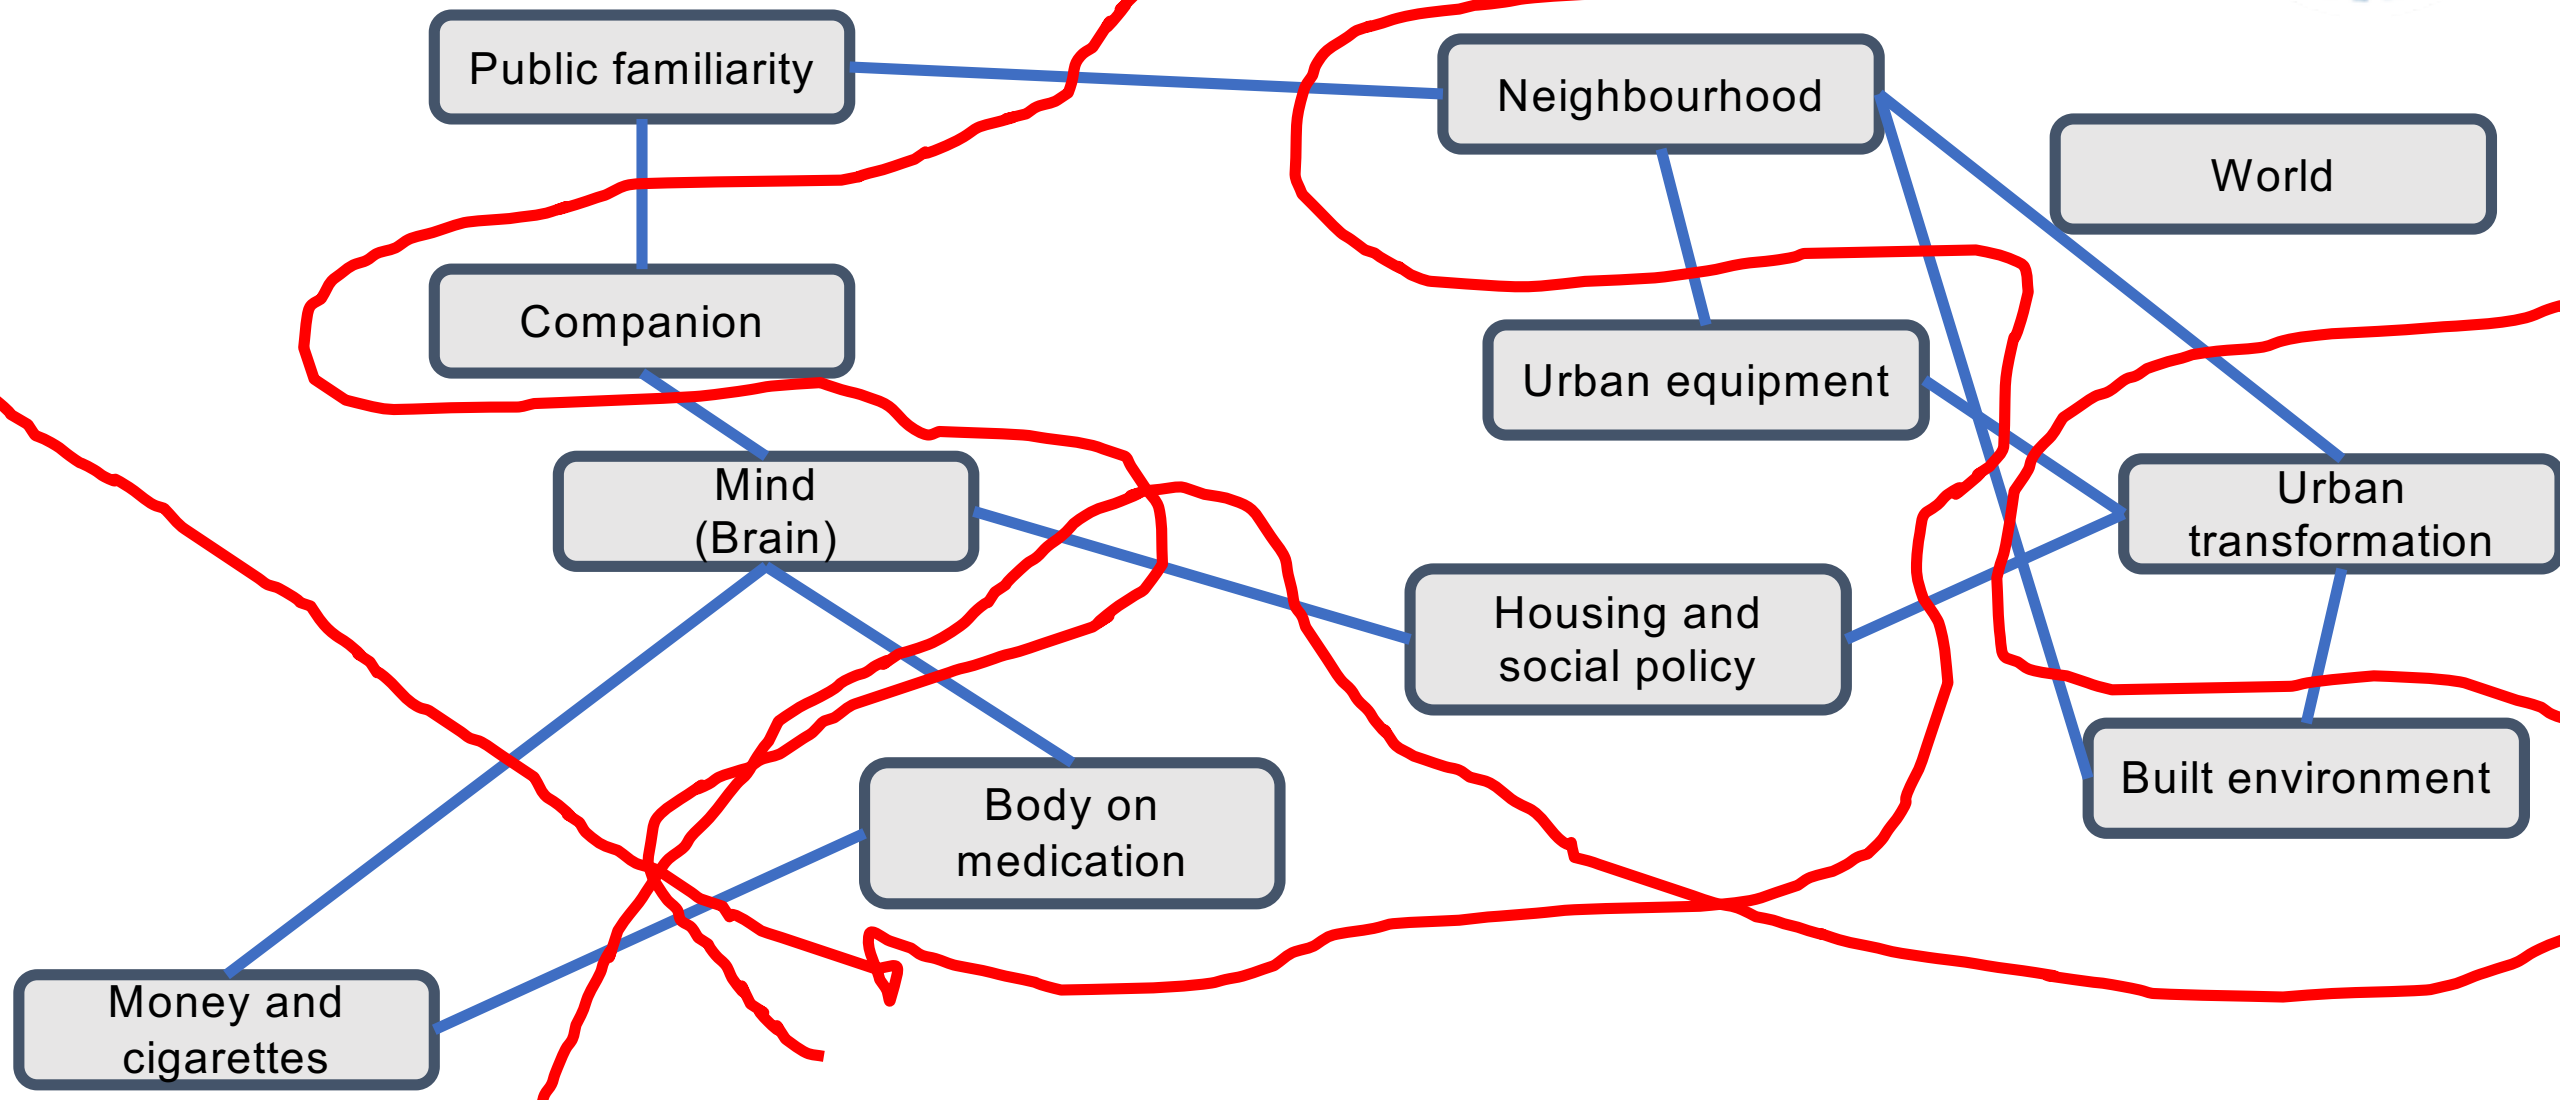 Public familiarity
Neighbourhood
World
Companion
Urban equipment
Mind
(Brain)
Urban
transformation
Housing and
social policy
Built environment
Body on
medication
Money and
cigarettes